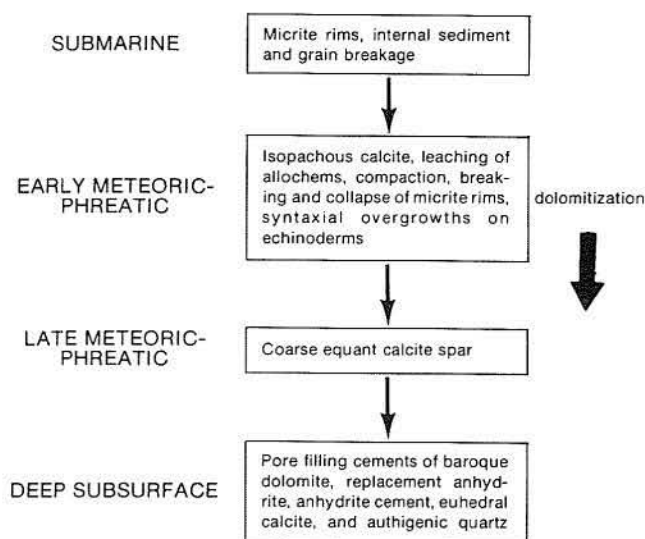 SUBMARINE
Micrite rims, internal sediment
and grain breakage
EARLY METEORIC-
PHREATIC
Isopachous calcite, leaching of
allochems, compaction, break-
ing and collapse of micrite rims,
syntaxial overgrowths on
echinoderms
dolomitization
LATE METEORIC-
PHREATIC
Coarse equant calcite spar
DEEP SUBSURFACE
Pore filling cements of baroque
dolomite, replacement anhyd-
rite, anhydrite cement, euhedral
calcite, and authigenic quartz